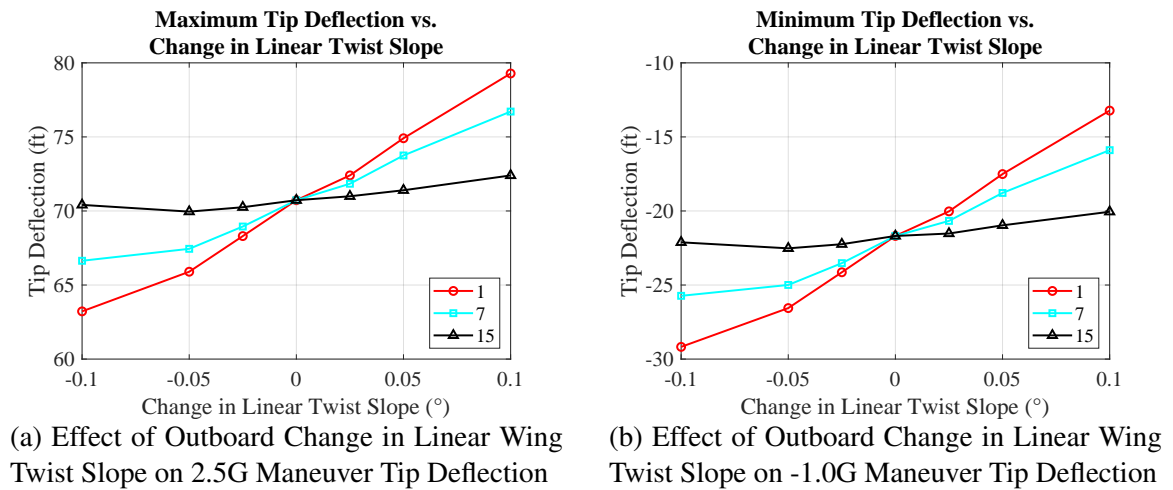 Maximum Tip Deflection vs.
Change in Linear Twist Slope
80
75
70
65
60
Tip Deflection (ft)
1
7
15
-0.1 -0.05 0 0.05 0.1
Change in Linear Twist Slope (°)
(a) Effect of Outboard Change in Linear Wing
Twist Slope on 2.5G Maneuver Tip Deflection
Minimum Tip Deflection vs.
Change in Linear Twist Slope
-10
-15
-20
-25
-30
Tip Deflection (ft)
1
7
15
-0.1 -0.05 0 0.05 0.1
Change in Linear Twist Slope (°)
(b) Effect of Outboard Change in Linear Wing
Twist Slope on -1.0G Maneuver Tip Deflection